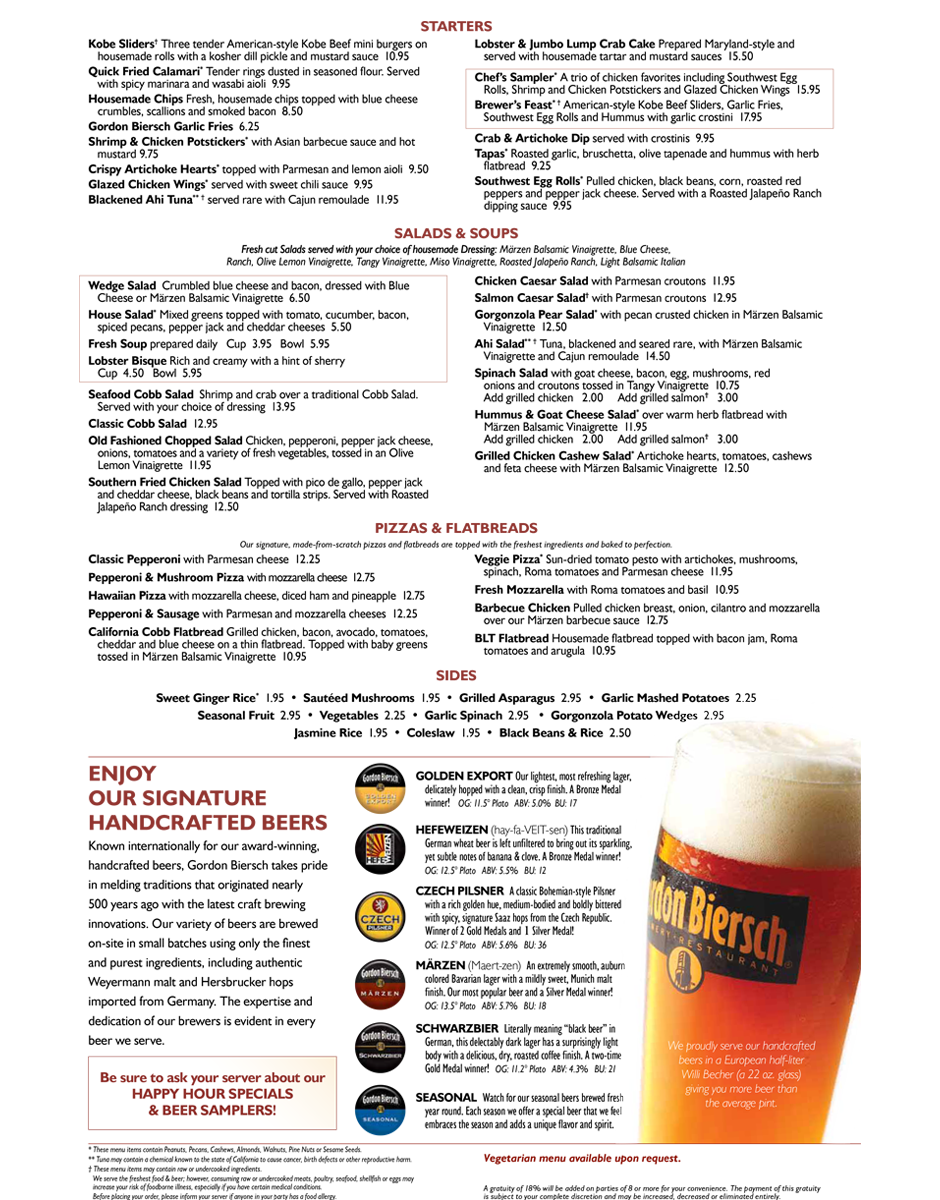 STARTERS
Kobe Sliders† Three tender American-style Kobe Beef mini burgers on
housemade rolls with a kosher dill pickle and mustard sauce 10.95
Quick Fried Calamari* Tender rings dusted in seasoned flour. Served
with spicy marinara and wasabi aioli 9.95
Housemade Chips Fresh, housemade chips topped with blue cheese
crumbles, scallions and smoked bacon 8.50
Gordon Biersch Garlic Fries 6.25
Shrimp & Chicken Potstickers* with Asian barbecue sauce and hot
mustard 9.75
Crispy Artichoke Hearts* topped with Parmesan and lemon aioli 9.50
Glazed Chicken Wings* served with sweet chili sauce 9.95
Blackened Ahi Tuna** † served rare with Cajun remoulade 11.95
Lobster & Jumbo Lump Crab Cake Prepared Maryland-style and
served with housemade tartar and mustard sauces 15.50
Chef's Sampler* A trio of chicken favorites including Southwest Egg
Rolls, Shrimp and Chicken Potstickers and Glazed Chicken Wings 15.95
Brewer's Feast* † American-style Kobe Beef Sliders, Garlic Fries,
Southwest Egg Rolls and Hummus with garlic crostini 17.95
Crab & Artichoke Dip served with crostinis 9.95
Tapas* Roasted garlic, bruschetta, olive tapenade and hummus with herb
flatbread 9.25
Southwest Egg Rolls* Pulled chicken, black beans, corn, roasted red
peppers and pepper jack cheese. Served with a Roasted Jalapeño Ranch
dipping sauce 9.95
SALADS & SOUPS
Fresh cut Salads served with your choice of housemade Dressing: Märzen Balsamic Vinaigrette, Blue Cheese,
Ranch, Olive Lemon Vinaigrette, Tangy Vinaigrette, Miso Vinaigrette, Roasted Jalapeño Ranch, Light Balsamic Italian
Wedge Salad Crumbled blue cheese and bacon, dressed with Blue
Cheese or Märzen Balsamic Vinaigrette 6.50
House Salad* Mixed greens topped with tomato, cucumber, bacon,
spiced pecans, pepper jack and cheddar cheeses 5.50
Fresh Soup prepared daily Cup 3.95 Bowl 5.95
Lobster Bisque Rich and creamy with a hint of sherry
Cup 4.50 Bowl 5.95
Seafood Cobb Salad Shrimp and crab over a traditional Cobb Salad.
Served with your choice of dressing 13.95
Classic Cobb Salad 12.95
Old Fashioned Chopped Salad Chicken, pepperoni, pepper jack cheese,
onions, tomatoes and a variety of fresh vegetables, tossed in an Olive
Lemon Vinaigrette 11.95
Southern Fried Chicken Salad Topped with pico de gallo, pepper jack
and cheddar cheese, black beans and tortilla strips. Served with Roasted
Jalapeño Ranch dressing 12.50
Chicken Caesar Salad with Parmesan croutons 11.95
Salmon Caesar Salad† with Parmesan croutons 12.95
Gorgonzola Pear Salad* with pecan crusted chicken in Märzen Balsamic
Vinaigrette 12.50
Ahi Salad** † Tuna, blackened and seared rare, with Märzen Balsamic
Vinaigrette and Cajun remoulade 14.50
Spinach Salad with goat cheese, bacon, egg, mushrooms, red
onions and croutons tossed in Tangy Vinaigrette 10.75
Add grilled chicken 2.00 Add grilled salmon† 3.00
Hummus & Goat Cheese Salad* over warm herb flatbread with
Märzen Balsamic Vinaigrette 11.95
Add grilled chicken 2.00 Add grilled salmon† 3.00
Grilled Chicken Cashew Salad* Artichoke hearts, tomatoes, cashews
and feta cheese with Märzen Balsamic Vinaigrette 12.50
PIZZAS & FLATBREADS
Our signature, made-from-scratch pizzas and flatbreads are topped with the freshest ingredients and baked to perfection.
Classic Pepperoni with Parmesan cheese 12.25
Pepperoni & Mushroom Pizza with mozzarella cheese 12.75
Hawaiian Pizza with mozzarella cheese, diced ham and pineapple 12.75
Pepperoni & Sausage with Parmesan and mozzarella cheeses 12.25
California Cobb Flatbread Grilled chicken, bacon, avocado, tomatoes,
cheddar and blue cheese on a thin flatbread. Topped with baby greens
tossed in Märzen Balsamic Vinaigrette 10.95
Veggie Pizza* Sun-dried tomato pesto with artichokes, mushrooms,
spinach, Roma tomatoes and Parmesan cheese 11.95
Fresh Mozzarella with Roma tomatoes and basil 10.95
Barbecue Chicken Pulled chicken breast, onion, cilantro and mozzarella
over our Märzen barbecue sauce 12.75
BLT Flatbread Housemade flatbread topped with bacon jam, Roma
tomatoes and arugula 10.95
SIDES
Sweet Ginger Rice* 1.95 • Sautéed Mushrooms 1.95 • Grilled Asparagus 2.95 • Garlic Mashed Potatoes 2.25
Seasonal Fruit 2.95 • Vegetables 2.25 • Garlic Spinach 2.95 • Gorgonzola Potato Wedges 2.95
Jasmine Rice 1.95 • Coleslaw 1.95 • Black Beans & Rice 2.50
ENJOY
OUR SIGNATURE
HANDCRAFTED BEERS
Known internationally for our award-winning,
handcrafted beers, Gordon Biersch takes pride
in melding traditions that originated nearly
500 years ago with the latest craft brewing
innovations. Our variety of beers are brewed
on-site in small batches using only the finest
and purest ingredients, including authentic
Weyermann malt and Hersbrucker hops
imported from Germany. The expertise and
dedication of our brewers is evident in every
beer we serve.
Be sure to ask your server about our
HAPPY HOUR SPECIALS
& BEER SAMPLERS!
Gordon Biersch
GOLDEN
EXPORT
GOLDEN EXPORT Our lightest, most refreshing lager,
delicately hopped with a clean, crisp finish. A Bronze Medal
winner! OG: 11.5° Plato ABV: 5.0% BU: 17
HEFE
HEFEWEIZEN (hay-fa-VEIT-sen) This traditional
German wheat beer is left unfiltered to bring out its sparkling,
yet subtle notes of banana & clove. A Bronze Medal winner!
OG: 12.5° Plato ABV: 5.5% BU: 12
CZECH
PILSNER
CZECH PILSNER A classic Bohemian-style Pilsner
with a rich golden hue, medium-bodied and boldly bittered
with spicy, signature Saaz hops from the Czech Republic.
Winner of 2 Gold Medals and 1 Silver Medal!
OG: 12.5° Plato ABV: 5.6% BU: 36
Gordon Biersch
MÄRZEN
MÄRZEN (Maert-zen) An extremely smooth, auburn
colored Bavarian lager with a mildly sweet, Munich malt
finish. Our most popular beer and a Silver Medal winner!
OG: 13.5° Plato ABV: 5.7% BU: 18
Gordon Biersch
SCHWARZBIER
SCHWARZBIER Literally meaning "black beer" in
German, this delectably dark lager has a surprisingly light
body with a delicious, dry, roasted coffee finish. A two-time
Gold Medal winner! OG: 11.2° Plato ABV: 4.3% BU: 21
Gordon Biersch
SEASONAL
SEASONAL Watch for our seasonal beers brewed fresh
year round. Each season we offer a special beer that we feel
embraces the season and adds a unique flavor and spirit.
rdon Biersch
RESTAURANT
We proudly serve our handcrafted
beers in a European half-liter
Willi Becher (a 22 oz. glass)
giving you more beer than
the average pint.
* These menu items contain Peanuts, Pecans, Cashews, Almonds, Walnuts, Pine Nuts or Sesame Seeds.
** Tuna may contain a chemical known to the state of California to cause cancer, birth defects or other reproductive harm.
† These menu items may contain raw or undercooked ingredients.
We serve the freshest food & beer; however, consuming raw or undercooked meats, poultry, seafood, shellfish or eggs may
increase your risk of foodborne illness, especially if you have certain medical conditions.
Before placing your order, please inform your server if anyone in your party has a food allergy.
Vegetarian menu available upon request.
A gratuity of 18% will be added on parties of 8 or more for your convenience. The payment of this gratuity
is subject to your complete discretion and may be increased, decreased or eliminated entirely.